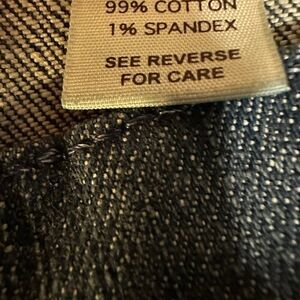 99% COTTON
1% SPANDEX
SEE REVERSE
FOR CARE